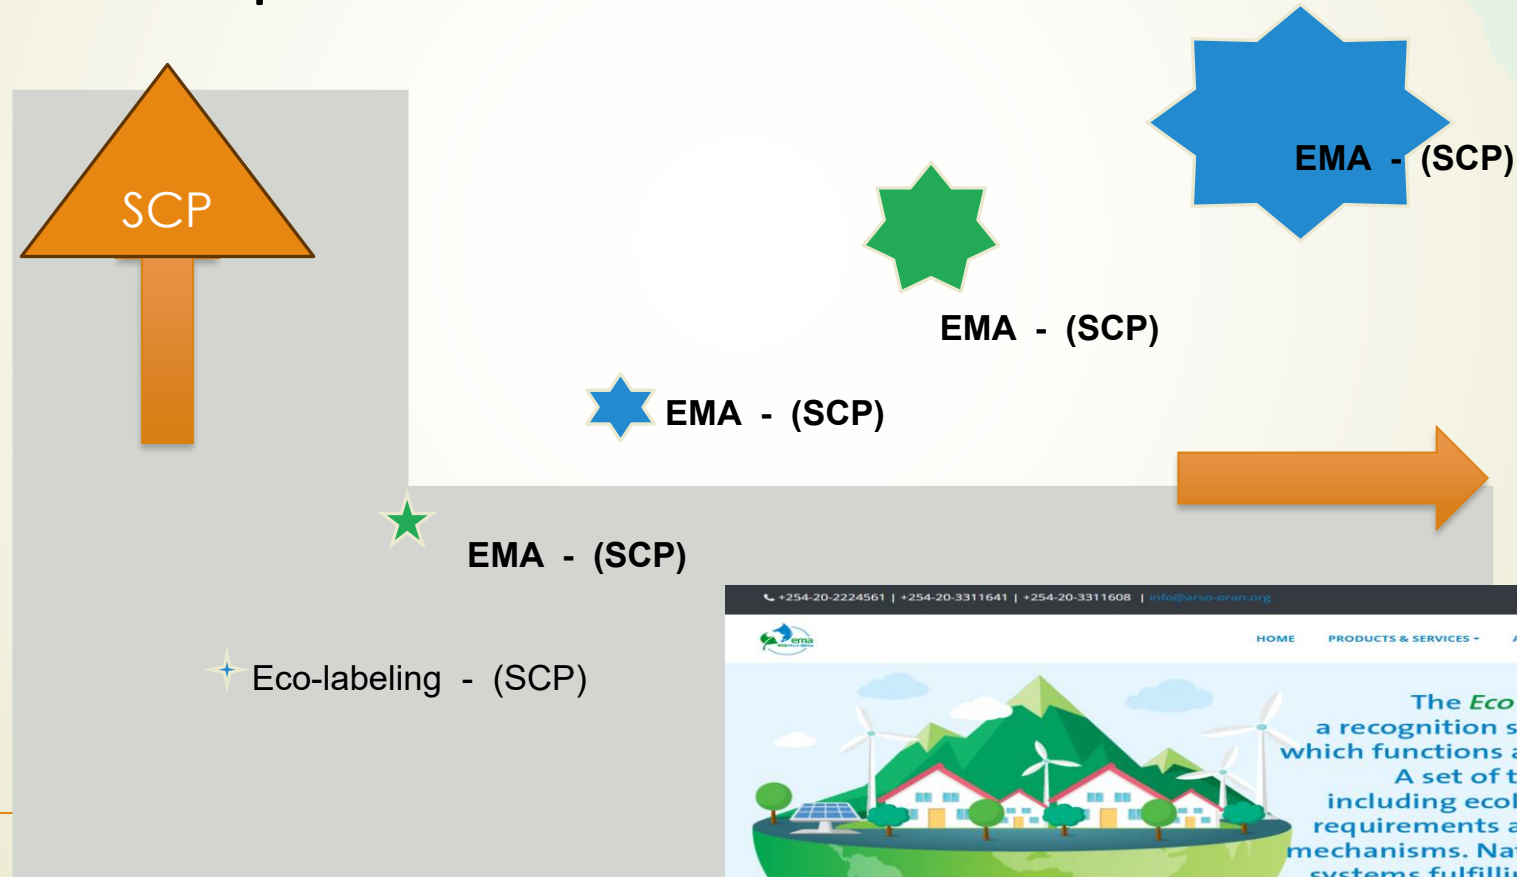 SCP
EMA - (SCP)
EMA - (SCP)
EMA - (SCP)
EMA - (SCP)
Eco-labeling - (SCP)
+254-20-2224561 | +254-20-3311641 | +254-20-3311608 | info@arso-oran.org
ema
HOME PRODUCTS & SERVICES
The Eco
a recognition s
which functions a
A set of t
including ecol
requirements a
mechanisms. Nat
systems fulfillin